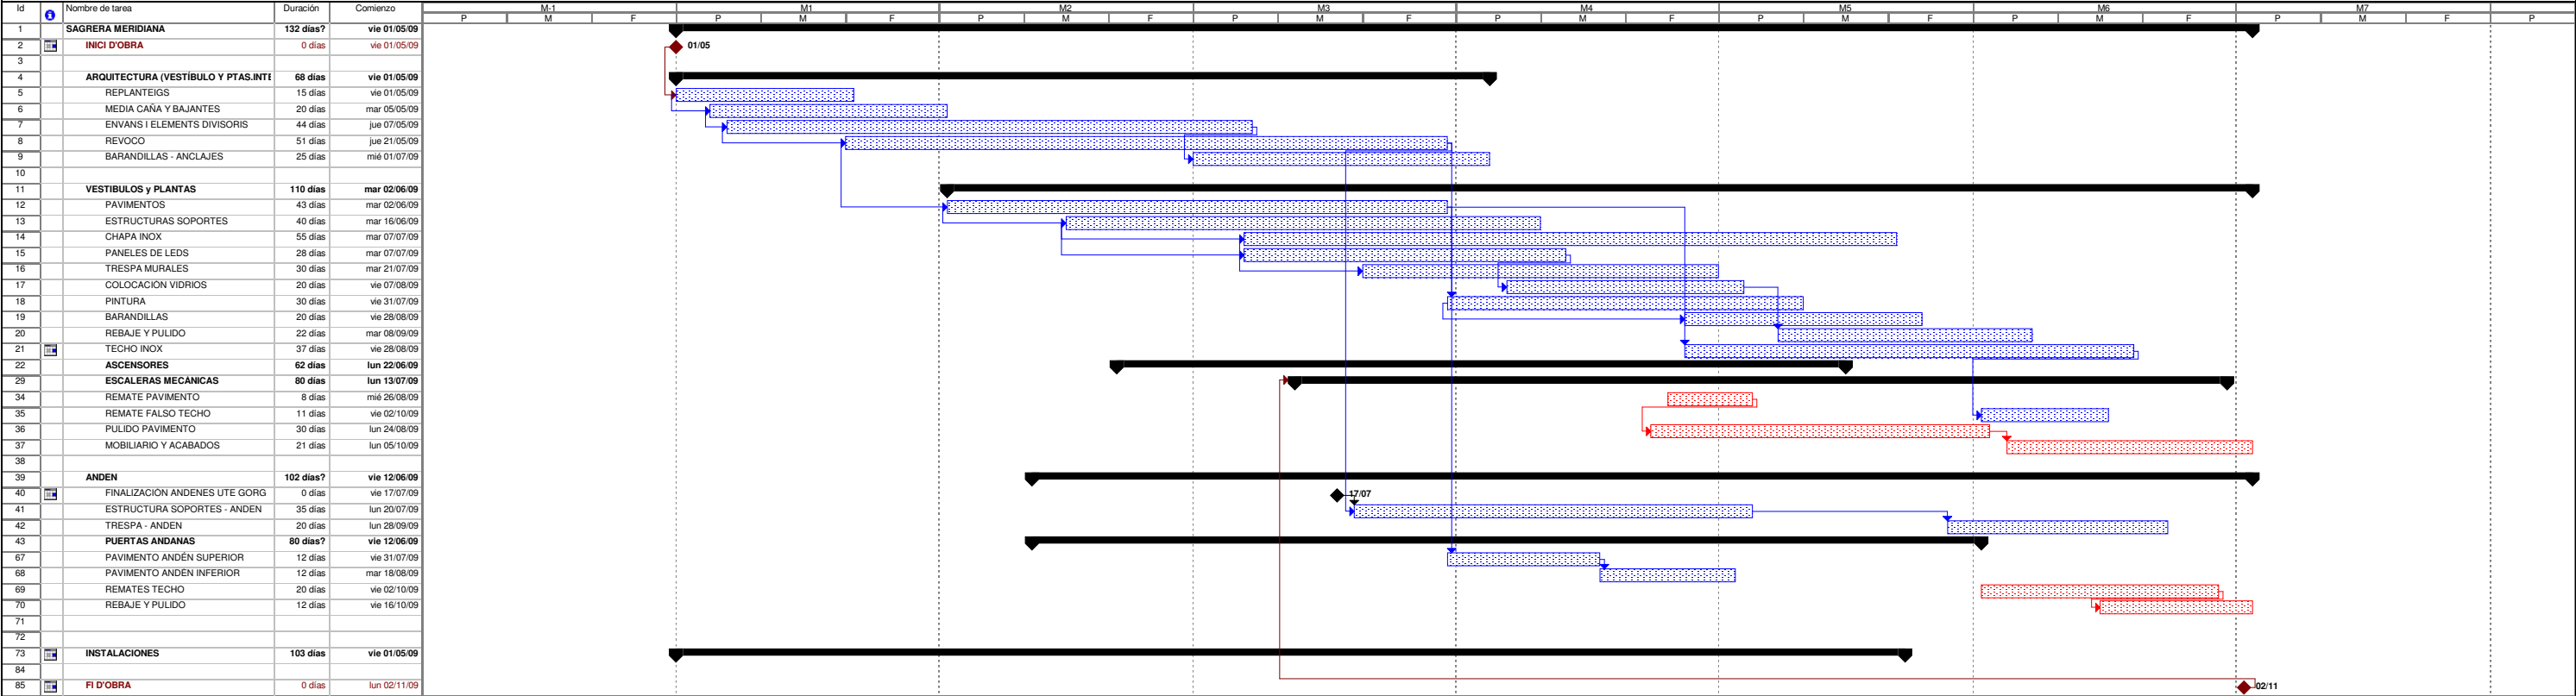 Id Nombre de tarea Duración Comienzo M-1 M1 M2 M3 M4 M5 M6 M7
P M F P M F P M F P M F P M F P M F P M F P M F P
1 SAGRERA MERIDIANA 132 días? vie 01/05/09
2 INICI D'OBRA 0 días vie 01/05/09 01/05
3
4 ARQUITECTURA (VESTÍBULO Y PTAS.INTE 68 días vie 01/05/09
5 REPLANTEIGS 15 días vie 01/05/09
6 MEDIA CAÑA Y BAJANTES 20 días mar 05/05/09
7 ENVANS I ELEMENTS DIVISORIS 44 días jue 07/05/09
8 REVOCO 51 días jue 21/05/09
9 BARANDILLAS - ANCLAJES 25 días mié 01/07/09
10
11 VESTIBULOS y PLANTAS 110 días mar 02/06/09
12 PAVIMENTOS 43 días mar 02/06/09
13 ESTRUCTURAS SOPORTES 40 días mar 16/06/09
14 CHAPA INOX 55 días mar 07/07/09
15 PANELES DE LEDS 28 días mar 07/07/09
16 TRESPA MURALES 30 días mar 21/07/09
17 COLOCACIÓN VIDRIOS 20 días vie 07/08/09
18 PINTURA 30 días vie 31/07/09
19 BARANDILLAS 20 días vie 28/08/09
20 REBAJE Y PULIDO 22 días mar 08/09/09
21 TECHO INOX 37 días vie 28/08/09
22 ASCENSORES 62 días lun 22/06/09
29 ESCALERAS MECÁNICAS 80 días lun 13/07/09
34 REMATE PAVIMENTO 8 días mié 26/08/09
35 REMATE FALSO TECHO 11 días vie 02/10/09
36 PULIDO PAVIMENTO 30 días lun 24/08/09
37 MOBILIARIO Y ACABADOS 21 días lun 05/10/09
38
39 ANDEN 102 días? vie 12/06/09
40 FINALIZACIÓN ANDENES UTE GORG 0 días vie 17/07/09 17/07
41 ESTRUCTURA SOPORTES - ANDEN 35 días lun 20/07/09
42 TRESPA - ANDEN 20 días lun 28/09/09
43 PUERTAS ANDANAS 80 días? vie 12/06/09
67 PAVIMENTO ANDÉN SUPERIOR 12 días vie 31/07/09
68 PAVIMENTO ANDÉN INFERIOR 12 días mar 18/08/09
69 REMATES TECHO 20 días vie 02/10/09
70 REBAJE Y PULIDO 12 días vie 16/10/09
71
72
73 INSTALACIONES 103 días vie 01/05/09
84
85 FI D'OBRA 0 días lun 02/11/09 02/11